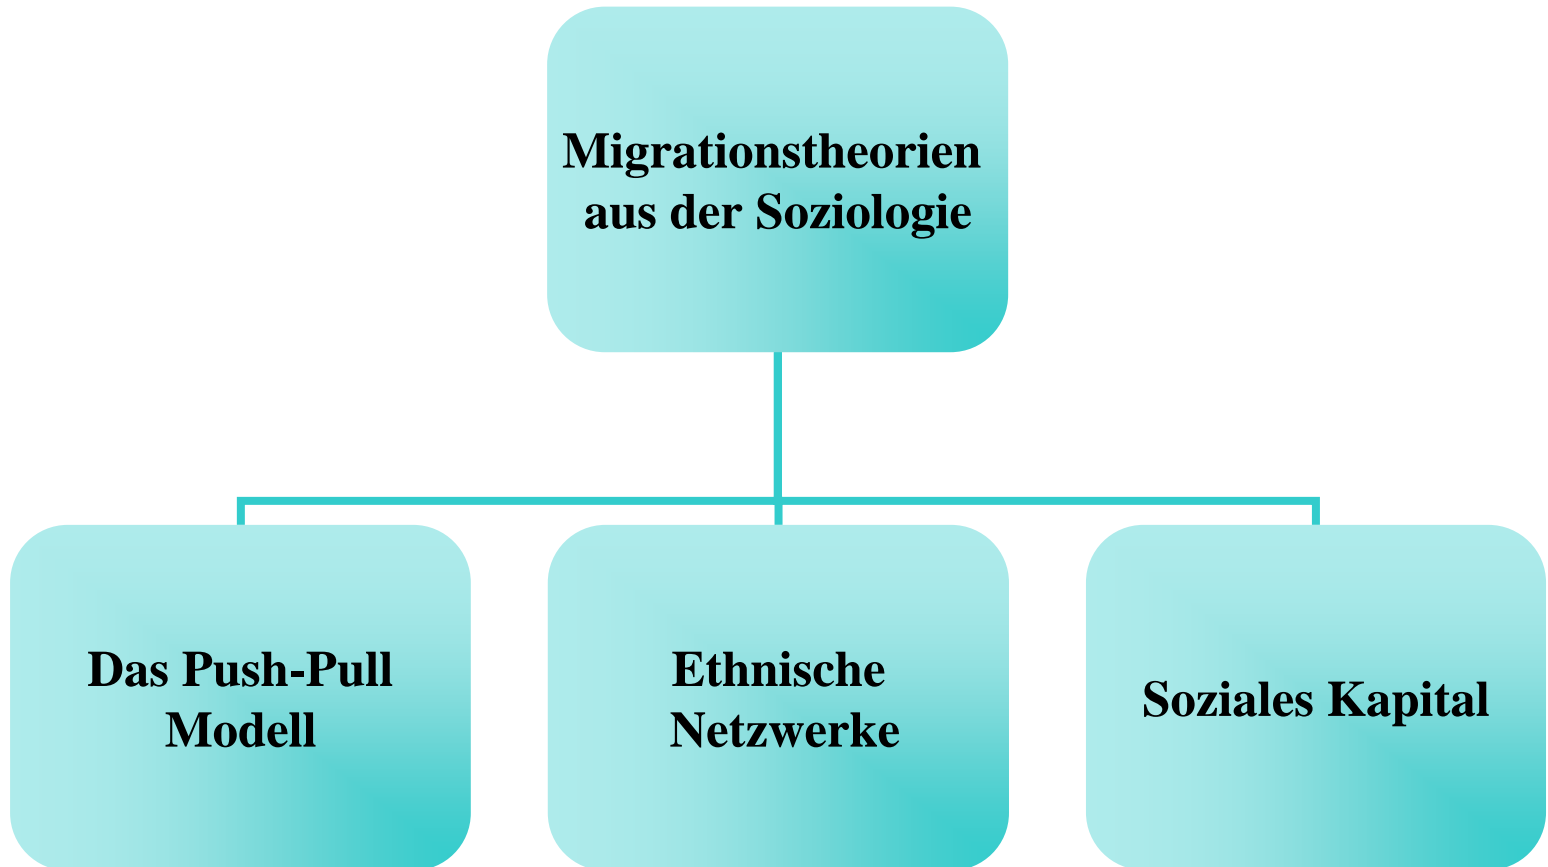 Migrationstheorien
aus der Soziologie
Das Push-Pull
Modell
Ethnische
Netzwerke
Soziales Kapital